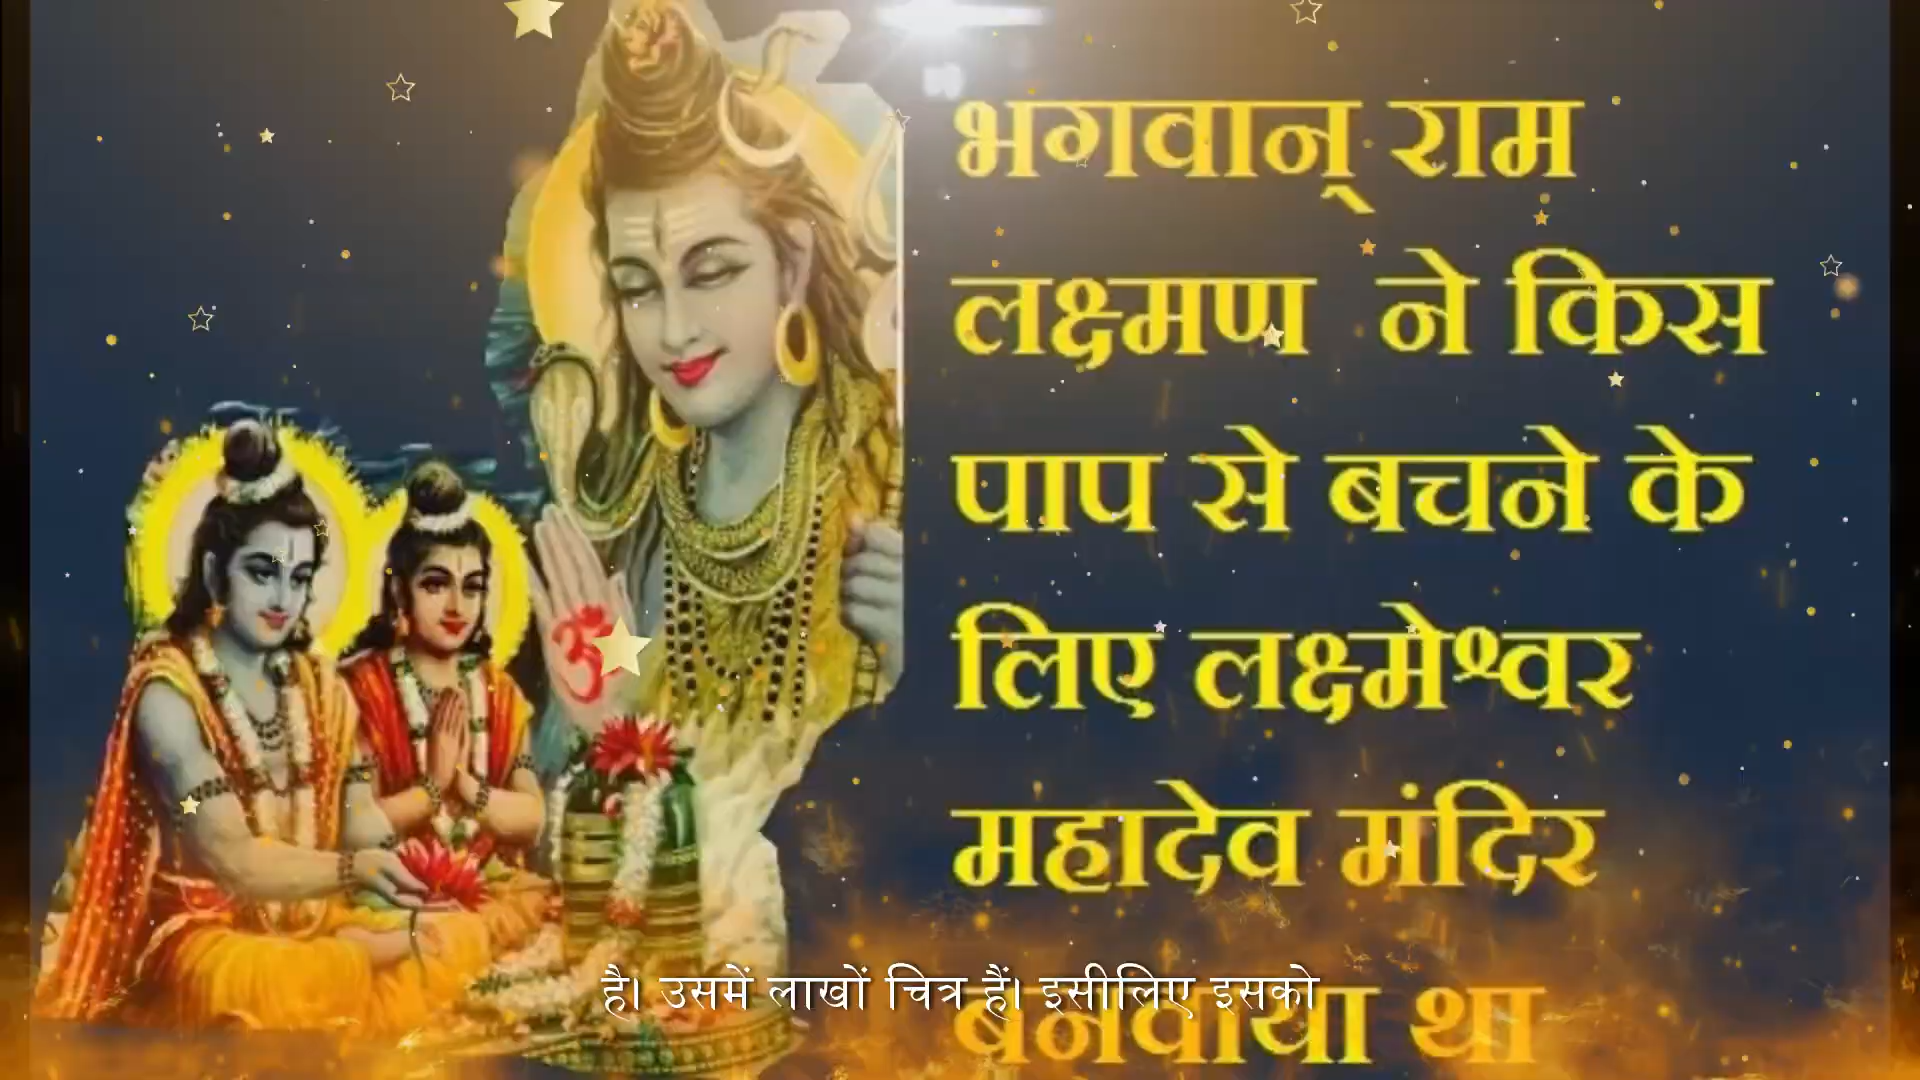 भगवान् राम
लक्ष्मण ने किस
पाप से बचने के
लिए लक्ष्मेश्वर
महादेव मंदिर
बनवाया था
है। उसमें लाखों चित्र हैं। इसीलिए इसको
ॐ